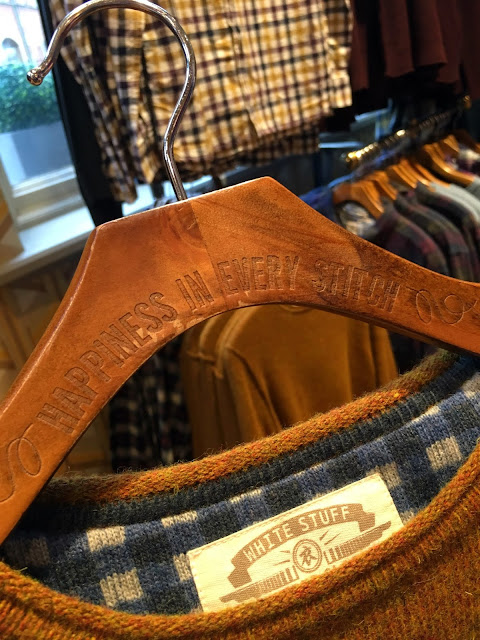 HAPPINESS IN EVERY STITCH
WHITE STUFF